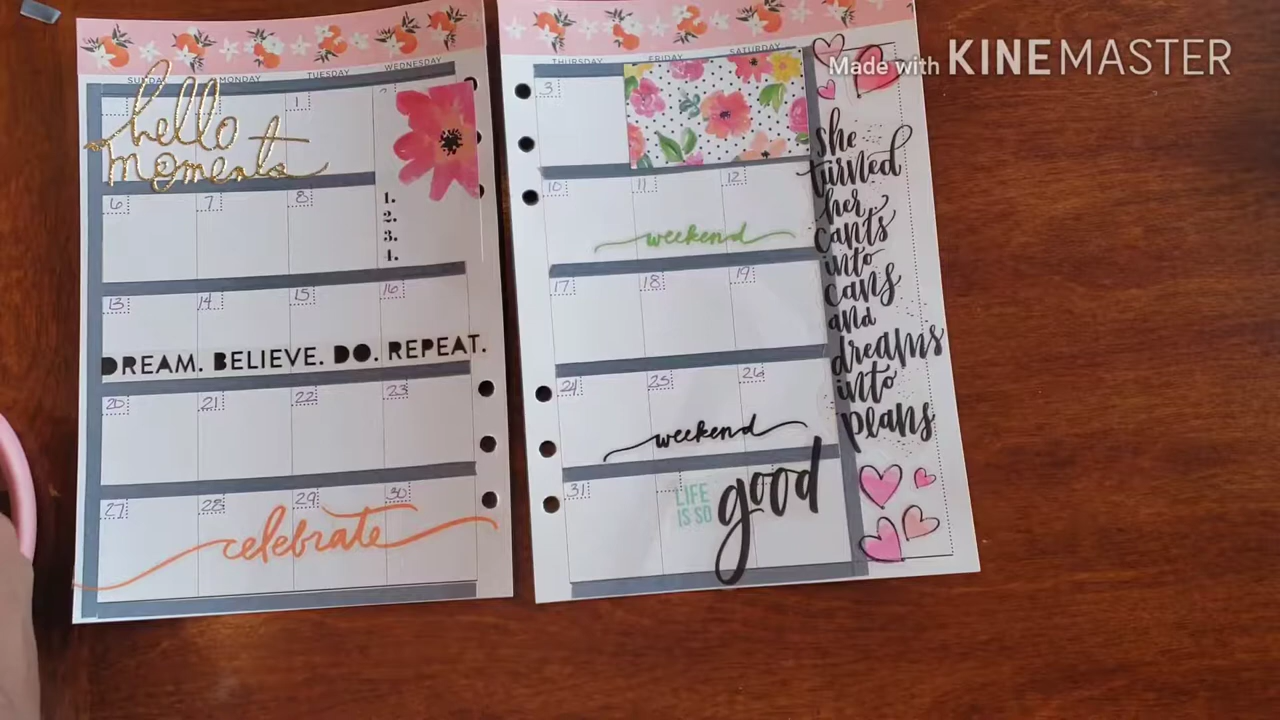 Made with KINEMASTER
SUNDAY MONDAY TUESDAY WEDNESDAY
hello
moments
1
6 7 8
1.
2.
3.
4.
13 14 15 16
DREAM. BELIEVE. DO. REPEAT.
20 21 22 23
27 28 29 30
celebrate
THURSDAY FRIDAY SATURDAY
3
10 11 12
weekend
17 18 19
24 25 26
weekend
31
LIFE
IS SO
good
She
turned
her
cants
into
cans
and
dreams
into
plans